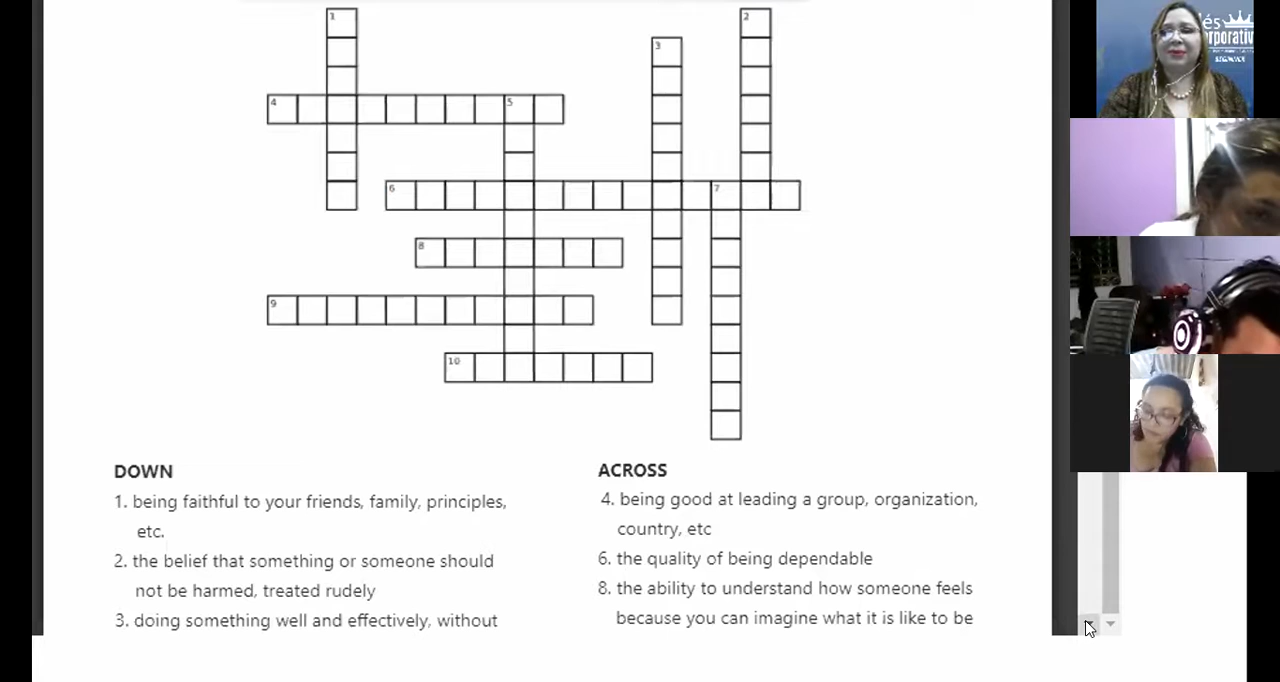 1
2
3
4
5
6
7
8
9
10
DOWN
1. being faithful to your friends, family, principles,
etc.
2. the belief that something or someone should
not be harmed, treated rudely
3. doing something well and effectively, without
ACROSS
4. being good at leading a group, organization,
country, etc
6. the quality of being dependable
8. the ability to understand how someone feels
because you can imagine what it is like to be